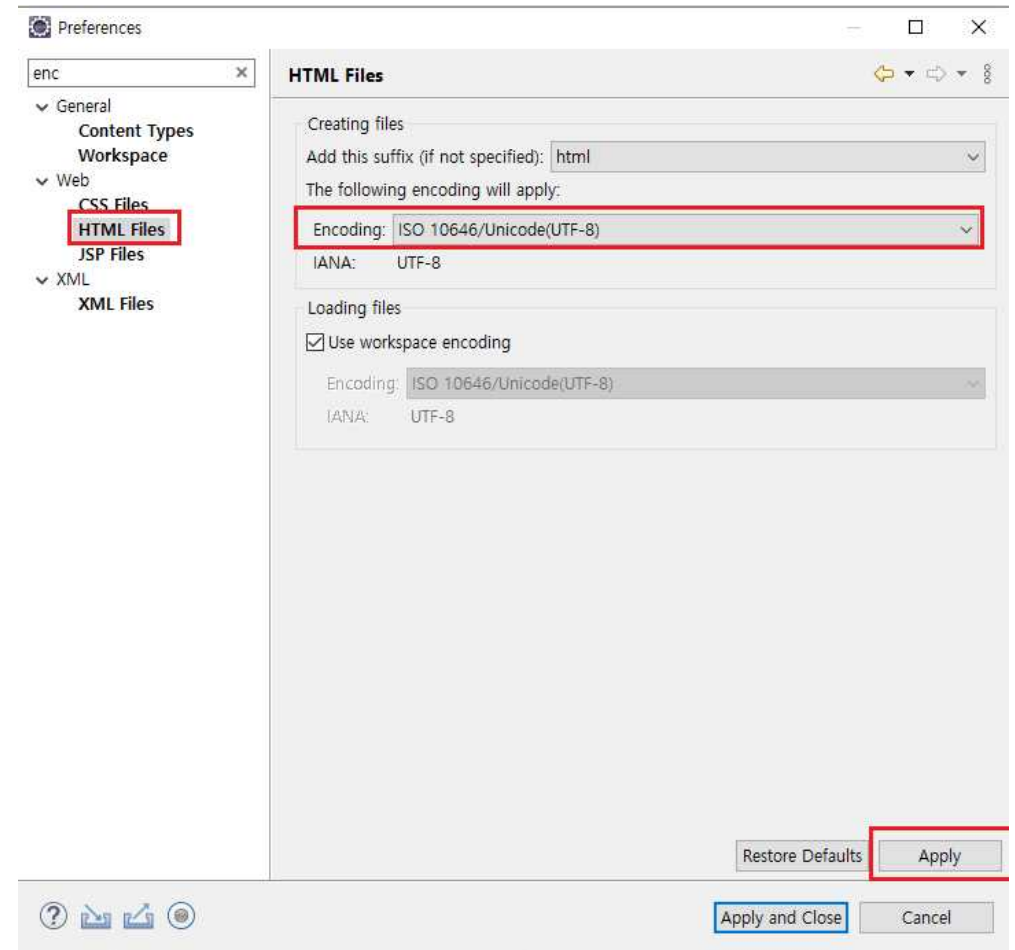 Preferences
enc
HTML Files
General
Content Types
Workspace
Web
CSS Files
HTML Files
JSP Files
XML
XML Files
Creating files
Add this suffix (if not specified): html
The following encoding will apply:
Encoding: ISO 10646/Unicode(UTF-8)
IANA: UTF-8
Loading files
Use workspace encoding
Encoding: ISO 10646/Unicode(UTF-8)
IANA: UTF-8
Restore Defaults
Apply
Apply and Close
Cancel